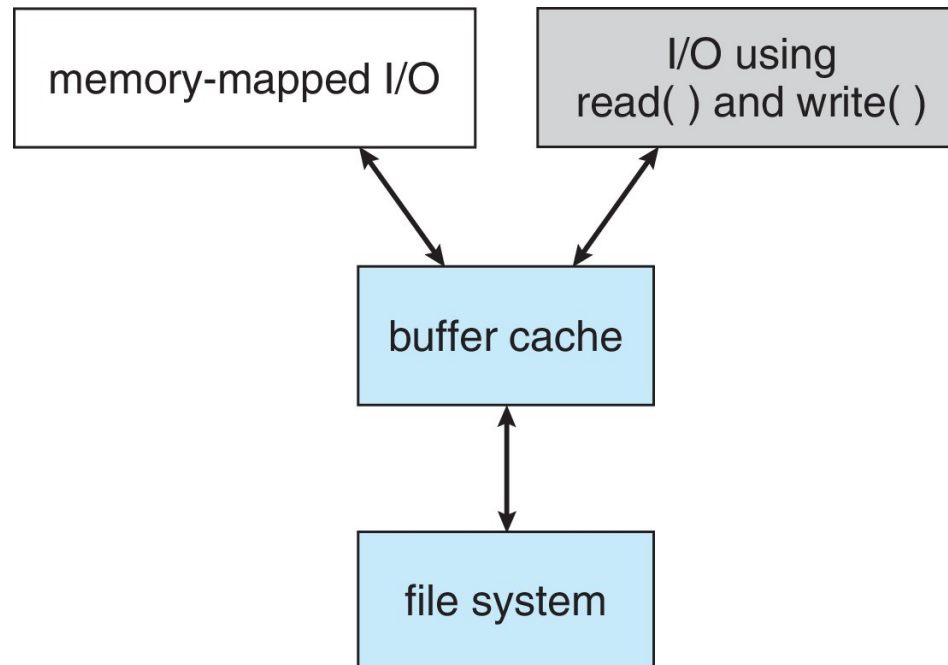 memory-mapped I/O
I/O using
read( ) and write( )
buffer cache
file system